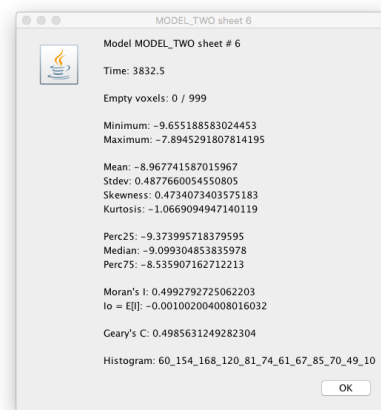 MODEL_TWO sheet 6
Model MODEL_TWO sheet # 6
Time: 3832.5
Empty voxels: 0 / 999
Minimum: -9.655188583024453
Maximum: -7.8945291807814195
Mean: -8.967741587015967
Stdev: 0.4877660054550805
Skewness: 0.4734073403575183
Kurtosis: -1.0669094947140119
Perc25: -9.373995718379595
Median: -9.099304853835978
Perc75: -8.535907162712213
Moran's I: 0.4992792725062203
Io = E[I]: -0.001002004008016032
Geary's C: 0.4985631249282304
Histogram: 60_154_168_120_81_74_61_67_85_70_49_10
OK